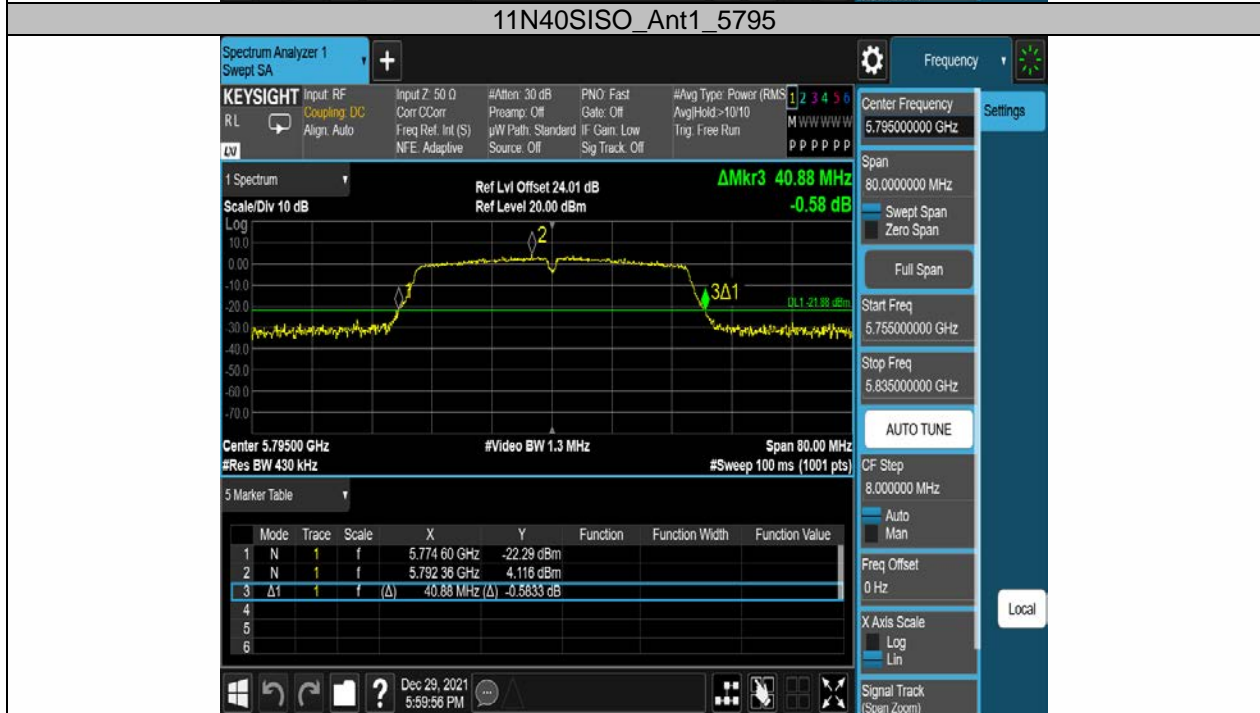 11N40SISO_Ant1_5795
Spectrum Analyzer 1
Swept SA
+
Frequency
KEYSIGHT
RL
LXI
Input: RF
Coupling: DC
Align: Auto
Input Z: 50 Ω
Corr CCorr
Freq Ref: Int (S)
NFE: Adaptive
#Atten: 30 dB
Preamp: Off
µW Path: Standard
Source: Off
PNO: Fast
Gate: Off
IF Gain: Low
Sig Track: Off
#Avg Type: Power (RMS
Avg|Hold:>10/10
Trig: Free Run
1 2 3 4 5 6
M W W W W W
P P P P P P
1 Spectrum
Scale/Div 10 dB
Ref Lvl Offset 24.01 dB
Ref Level 20.00 dBm
ΔMkr3 40.88 MHz
-0.58 dB
Log
10.0
0.00
-10.0
-20.0
-30.0
-40.0
-50.0
-60.0
-70.0
2
1
3Δ1
DL1 -21.88 dBm
Center 5.79500 GHz
#Video BW 1.3 MHz
Span 80.00 MHz
#Res BW 430 kHz
#Sweep 100 ms (1001 pts)
5 Marker Table
Mode Trace Scale X Y Function Function Width Function Value
1 N 1 f 5.774 60 GHz -22.29 dBm
2 N 1 f 5.792 36 GHz 4.116 dBm
3 Δ1 1 f (Δ) 40.88 MHz (Δ) -0.5833 dB
4
5
6
Center Frequency
5.795000000 GHz
Settings
Span
80.0000000 MHz
Swept Span
Zero Span
Full Span
Start Freq
5.755000000 GHz
Stop Freq
5.835000000 GHz
AUTO TUNE
CF Step
8.000000 MHz
Auto
Man
Freq Offset
0 Hz
X Axis Scale
Log
Lin
Local
Signal Track
(Span Zoom)
?
Dec 29, 2021
5:59:56 PM